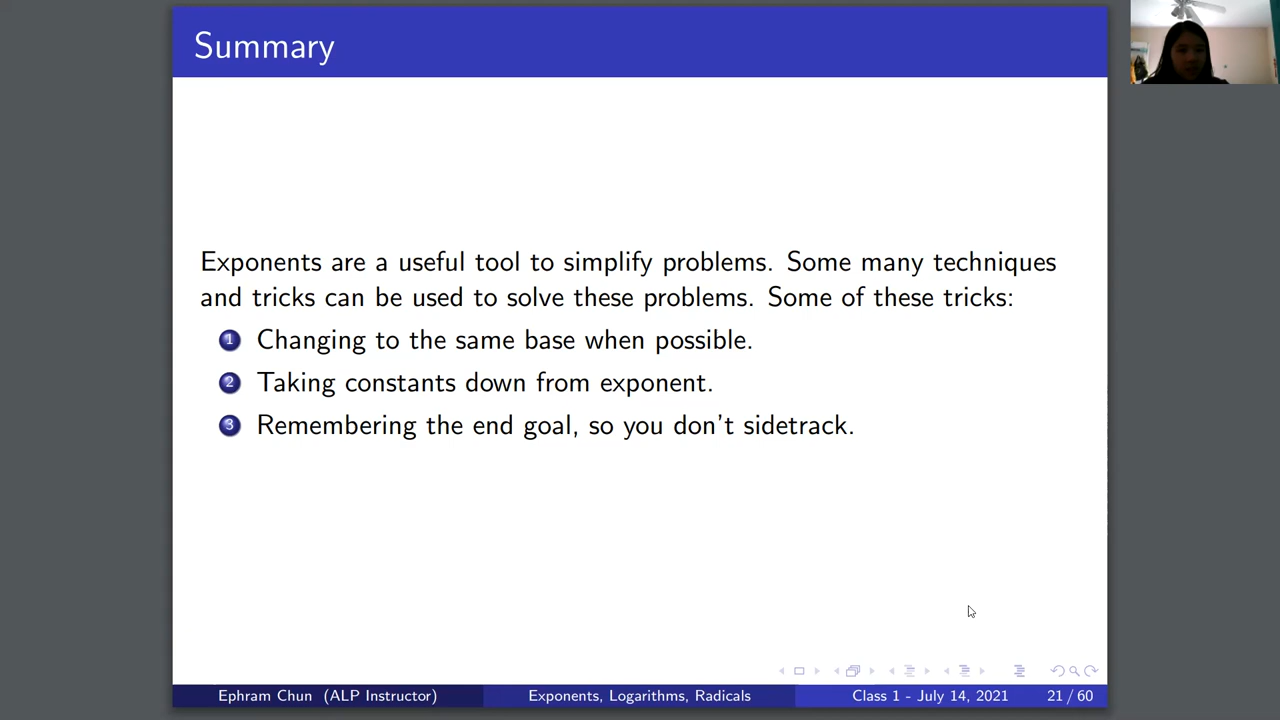 Summary
Exponents are a useful tool to simplify problems. Some many techniques
and tricks can be used to solve these problems. Some of these tricks:
1 Changing to the same base when possible.
2 Taking constants down from exponent.
3 Remembering the end goal, so you don't sidetrack.
Ephram Chun (ALP Instructor) Exponents, Logarithms, Radicals Class 1 - July 14, 2021 21 / 60